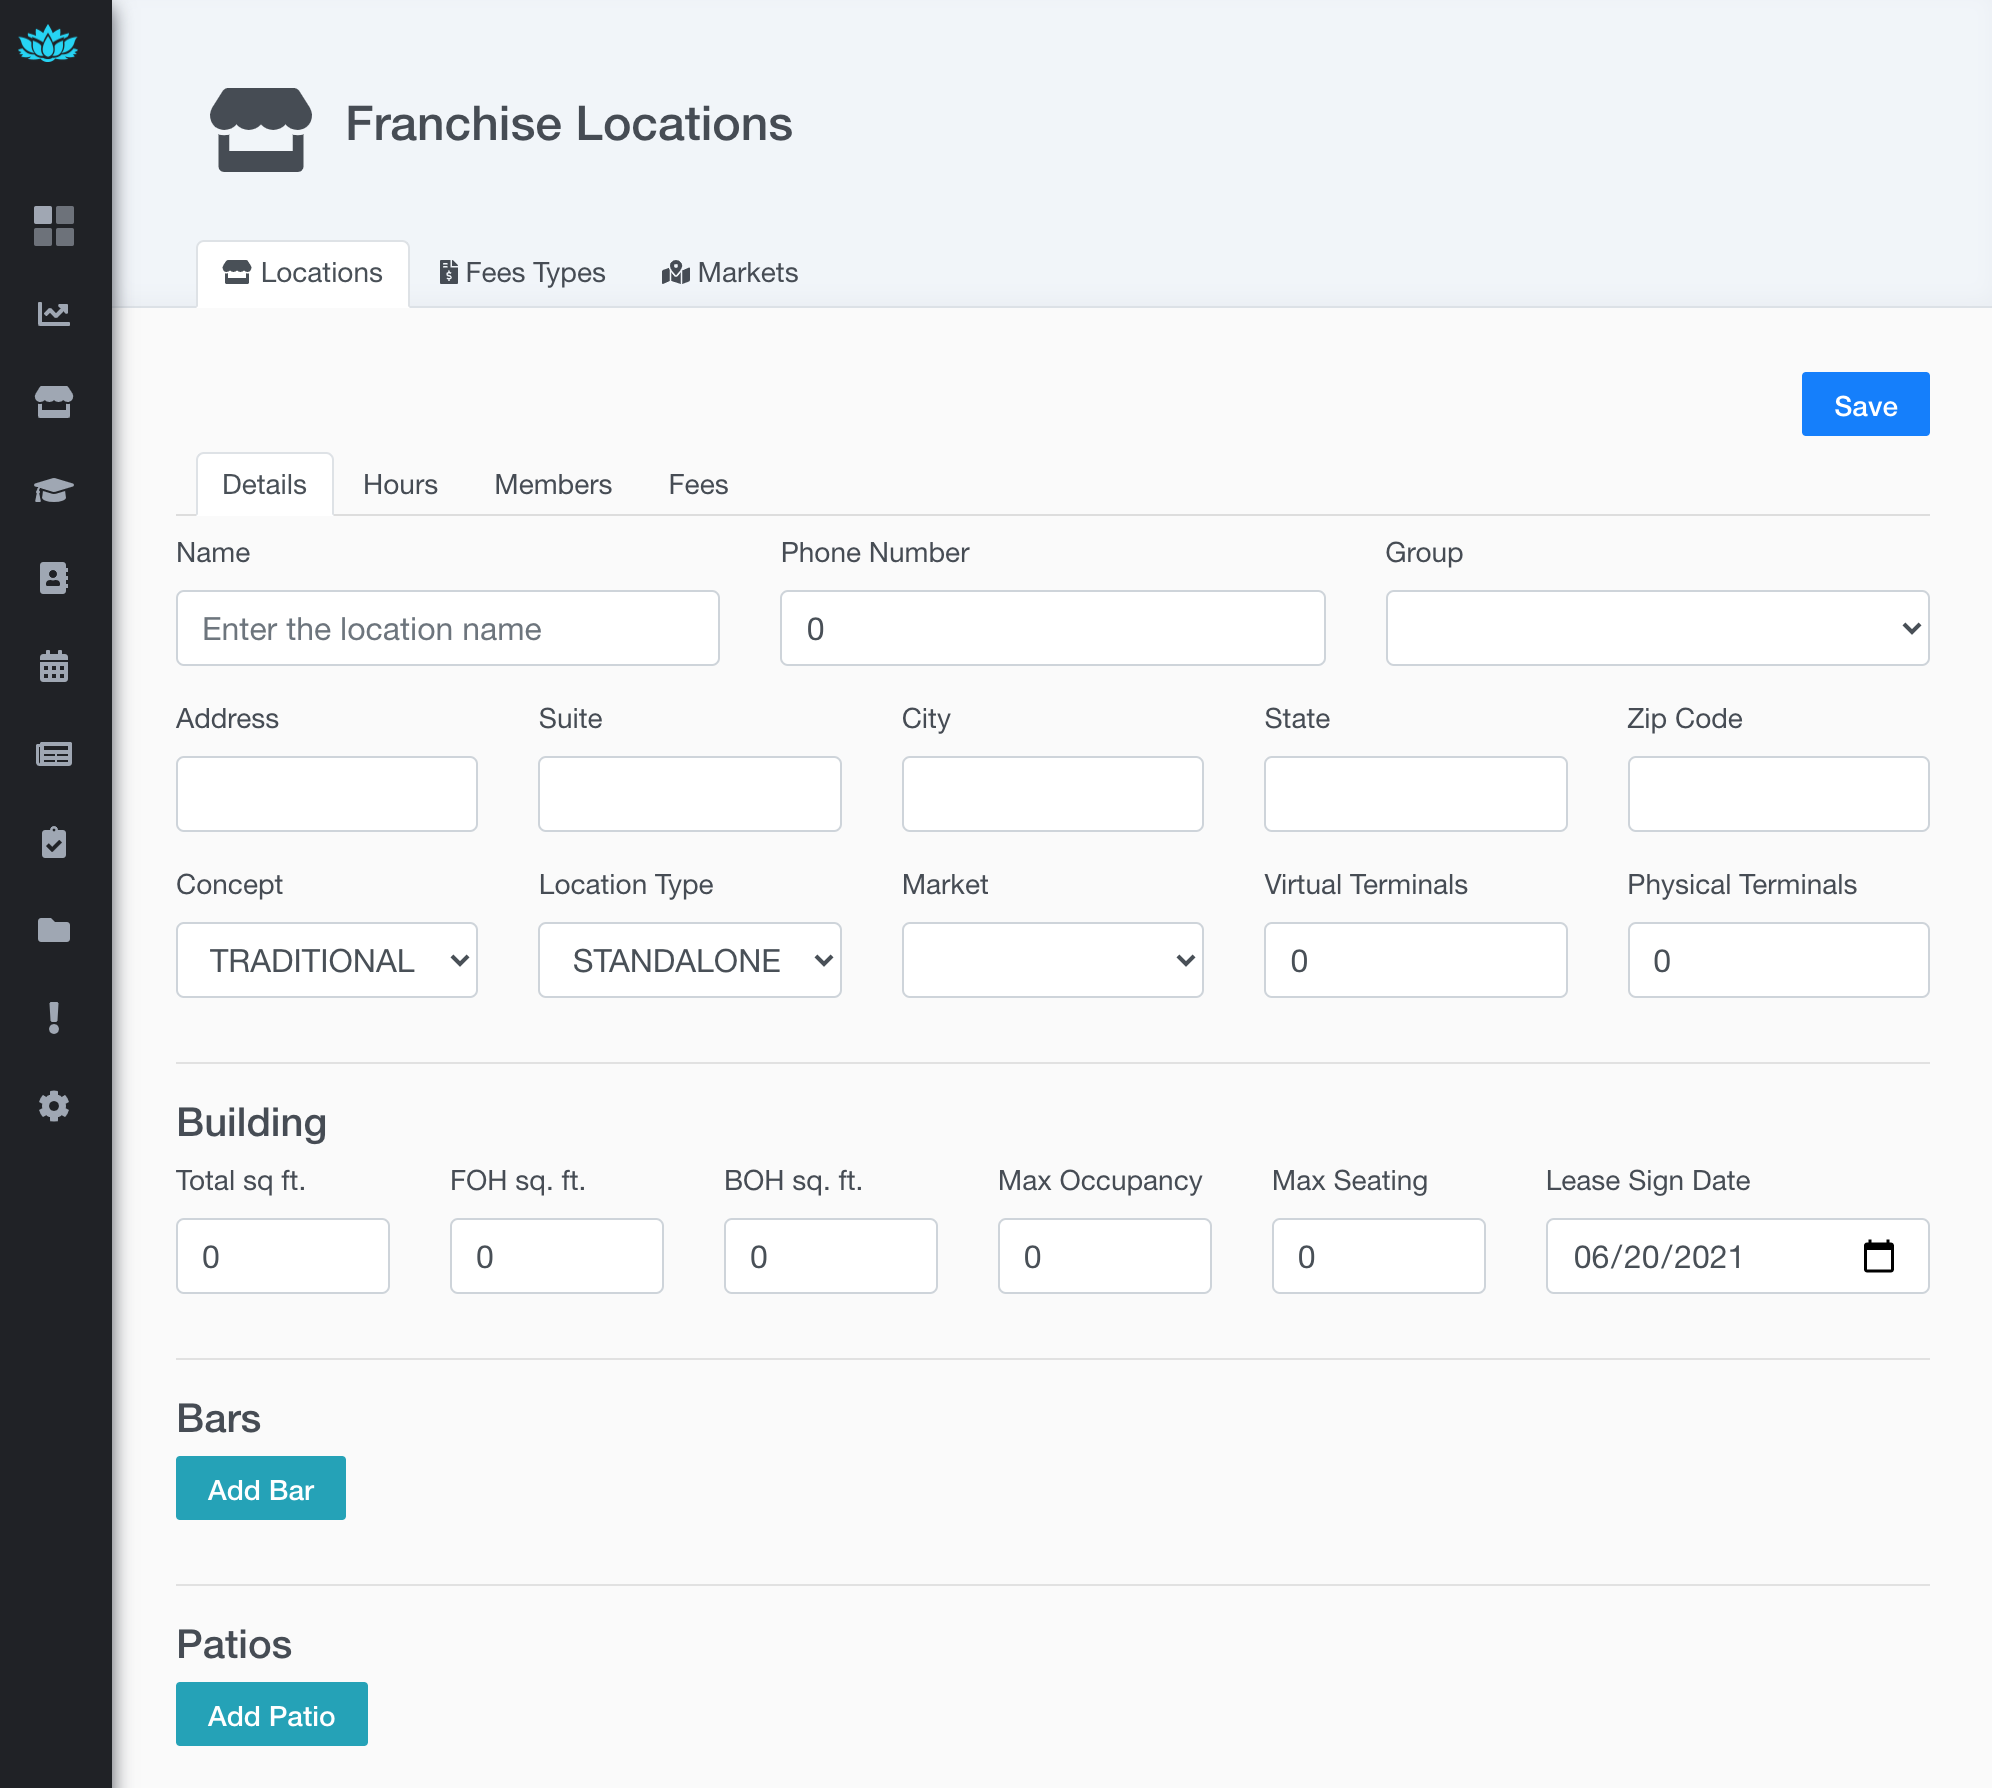 Franchise Locations
Locations Fees Types Markets
Save
Details Hours Members Fees
Name Phone Number Group
Enter the location name 0
Address Suite City State Zip Code
Concept Location Type Market Virtual Terminals Physical Terminals
TRADITIONAL STANDALONE 0 0
Building
Total sq ft. FOH sq. ft. BOH sq. ft. Max Occupancy Max Seating Lease Sign Date
0 0 0 0 0 06/20/2021
Bars
Add Bar
Patios
Add Patio